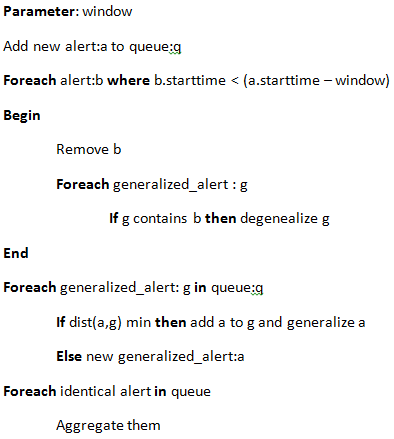 Parameter: window
Add new alert:a to queue:q
Foreach alert:b where b.starttime < (a.starttime – window)
Begin
Remove b
Foreach generalized_alert : g
If g contains b then degenealize g
End
Foreach generalized_alert: g in queue:q
If dist(a,g) min then add a to g and generalize a
Else new generalized_alert:a
Foreach identical alert in queue
Aggregate them